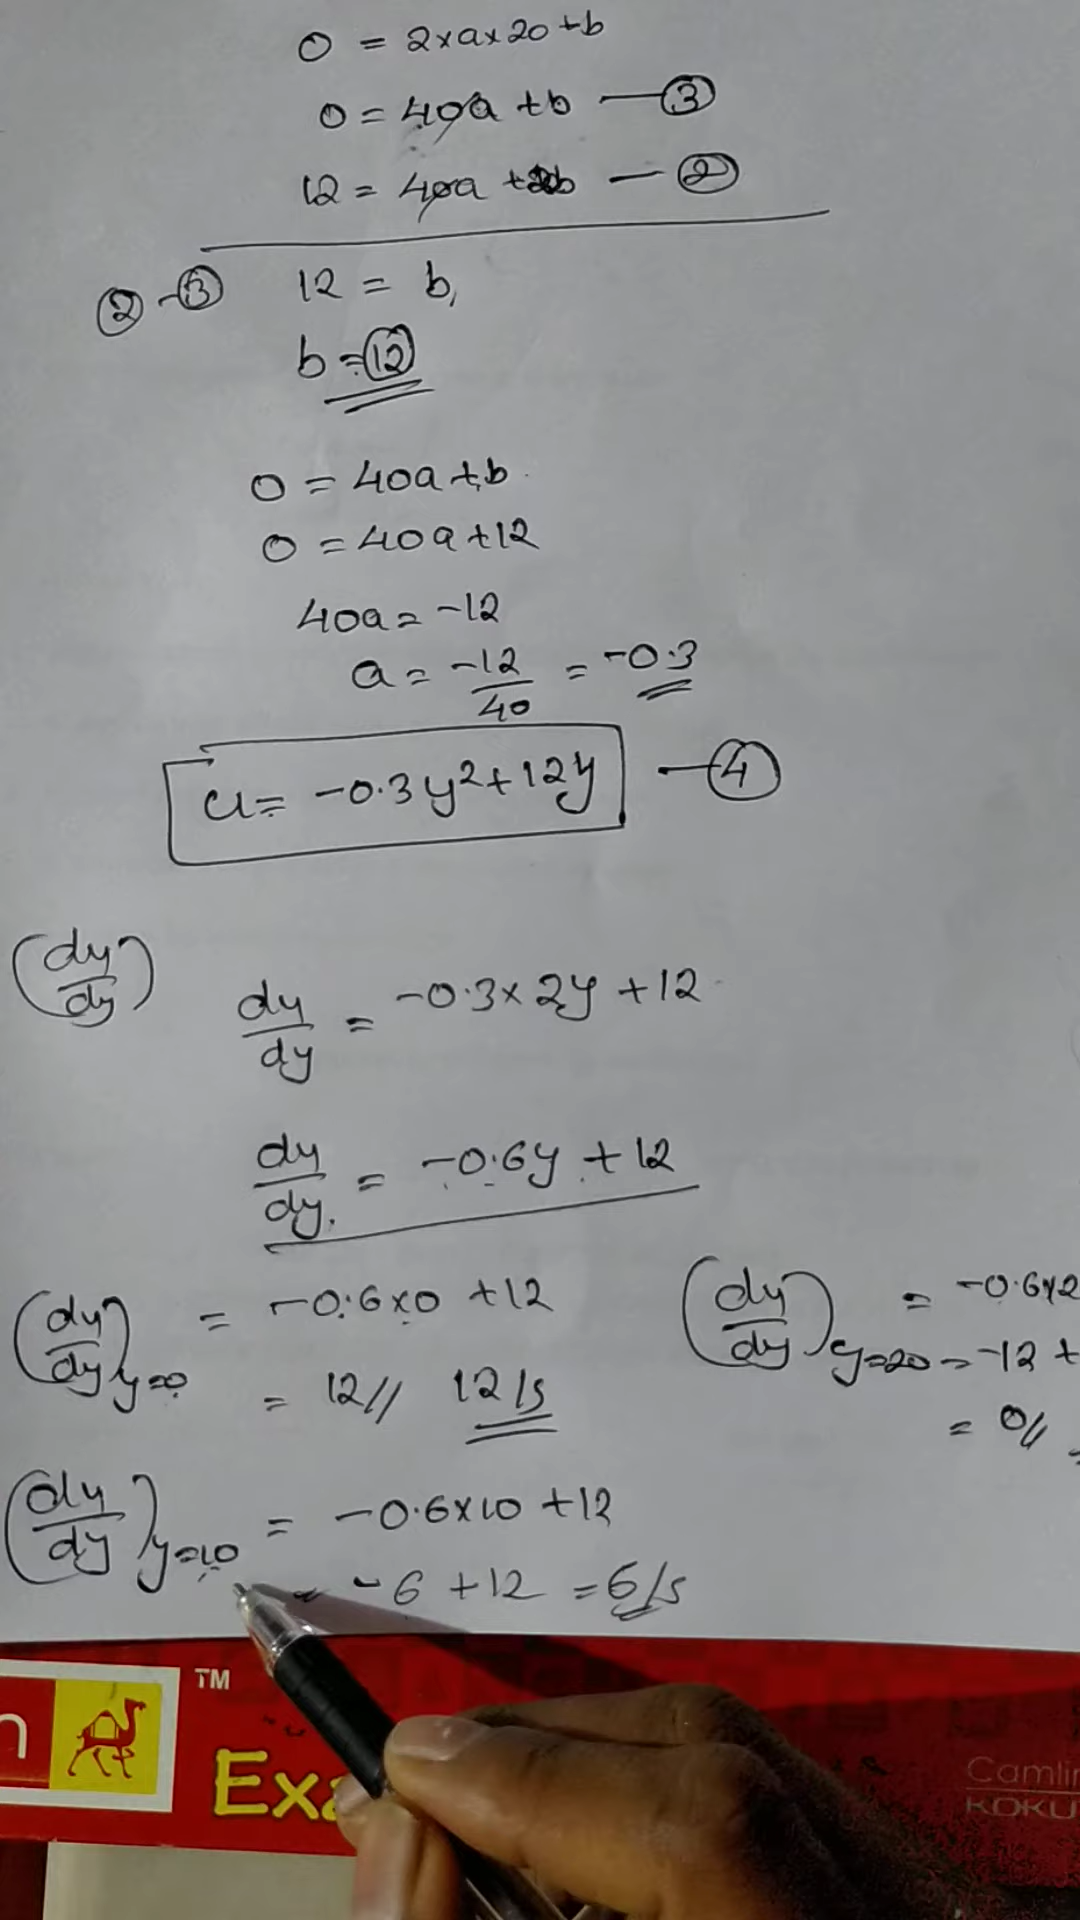 0 = 2×a×20+b
0 = 40a +b — ③
12 = 40a + b — ②
② - ③ 12 = b,
b = 12
0 = 40a +b
0 = 40a +12
40a = -12
a = -12/40 = -0.3
u = -0.3y²+12y — ④
(du/dy)
du/dy = -0.3×2y +12
du/dy = -0.6y +12
(du/dy)y=0 = -0.6×0 +12
= 12// 12/s
(du/dy)y=20 = -0.6×2
= -12 +
= 0//
(du/dy)y=10 = -0.6×10 +12
= -6 +12 = 6/s
n
TM
Exa
Camlin
KOKU